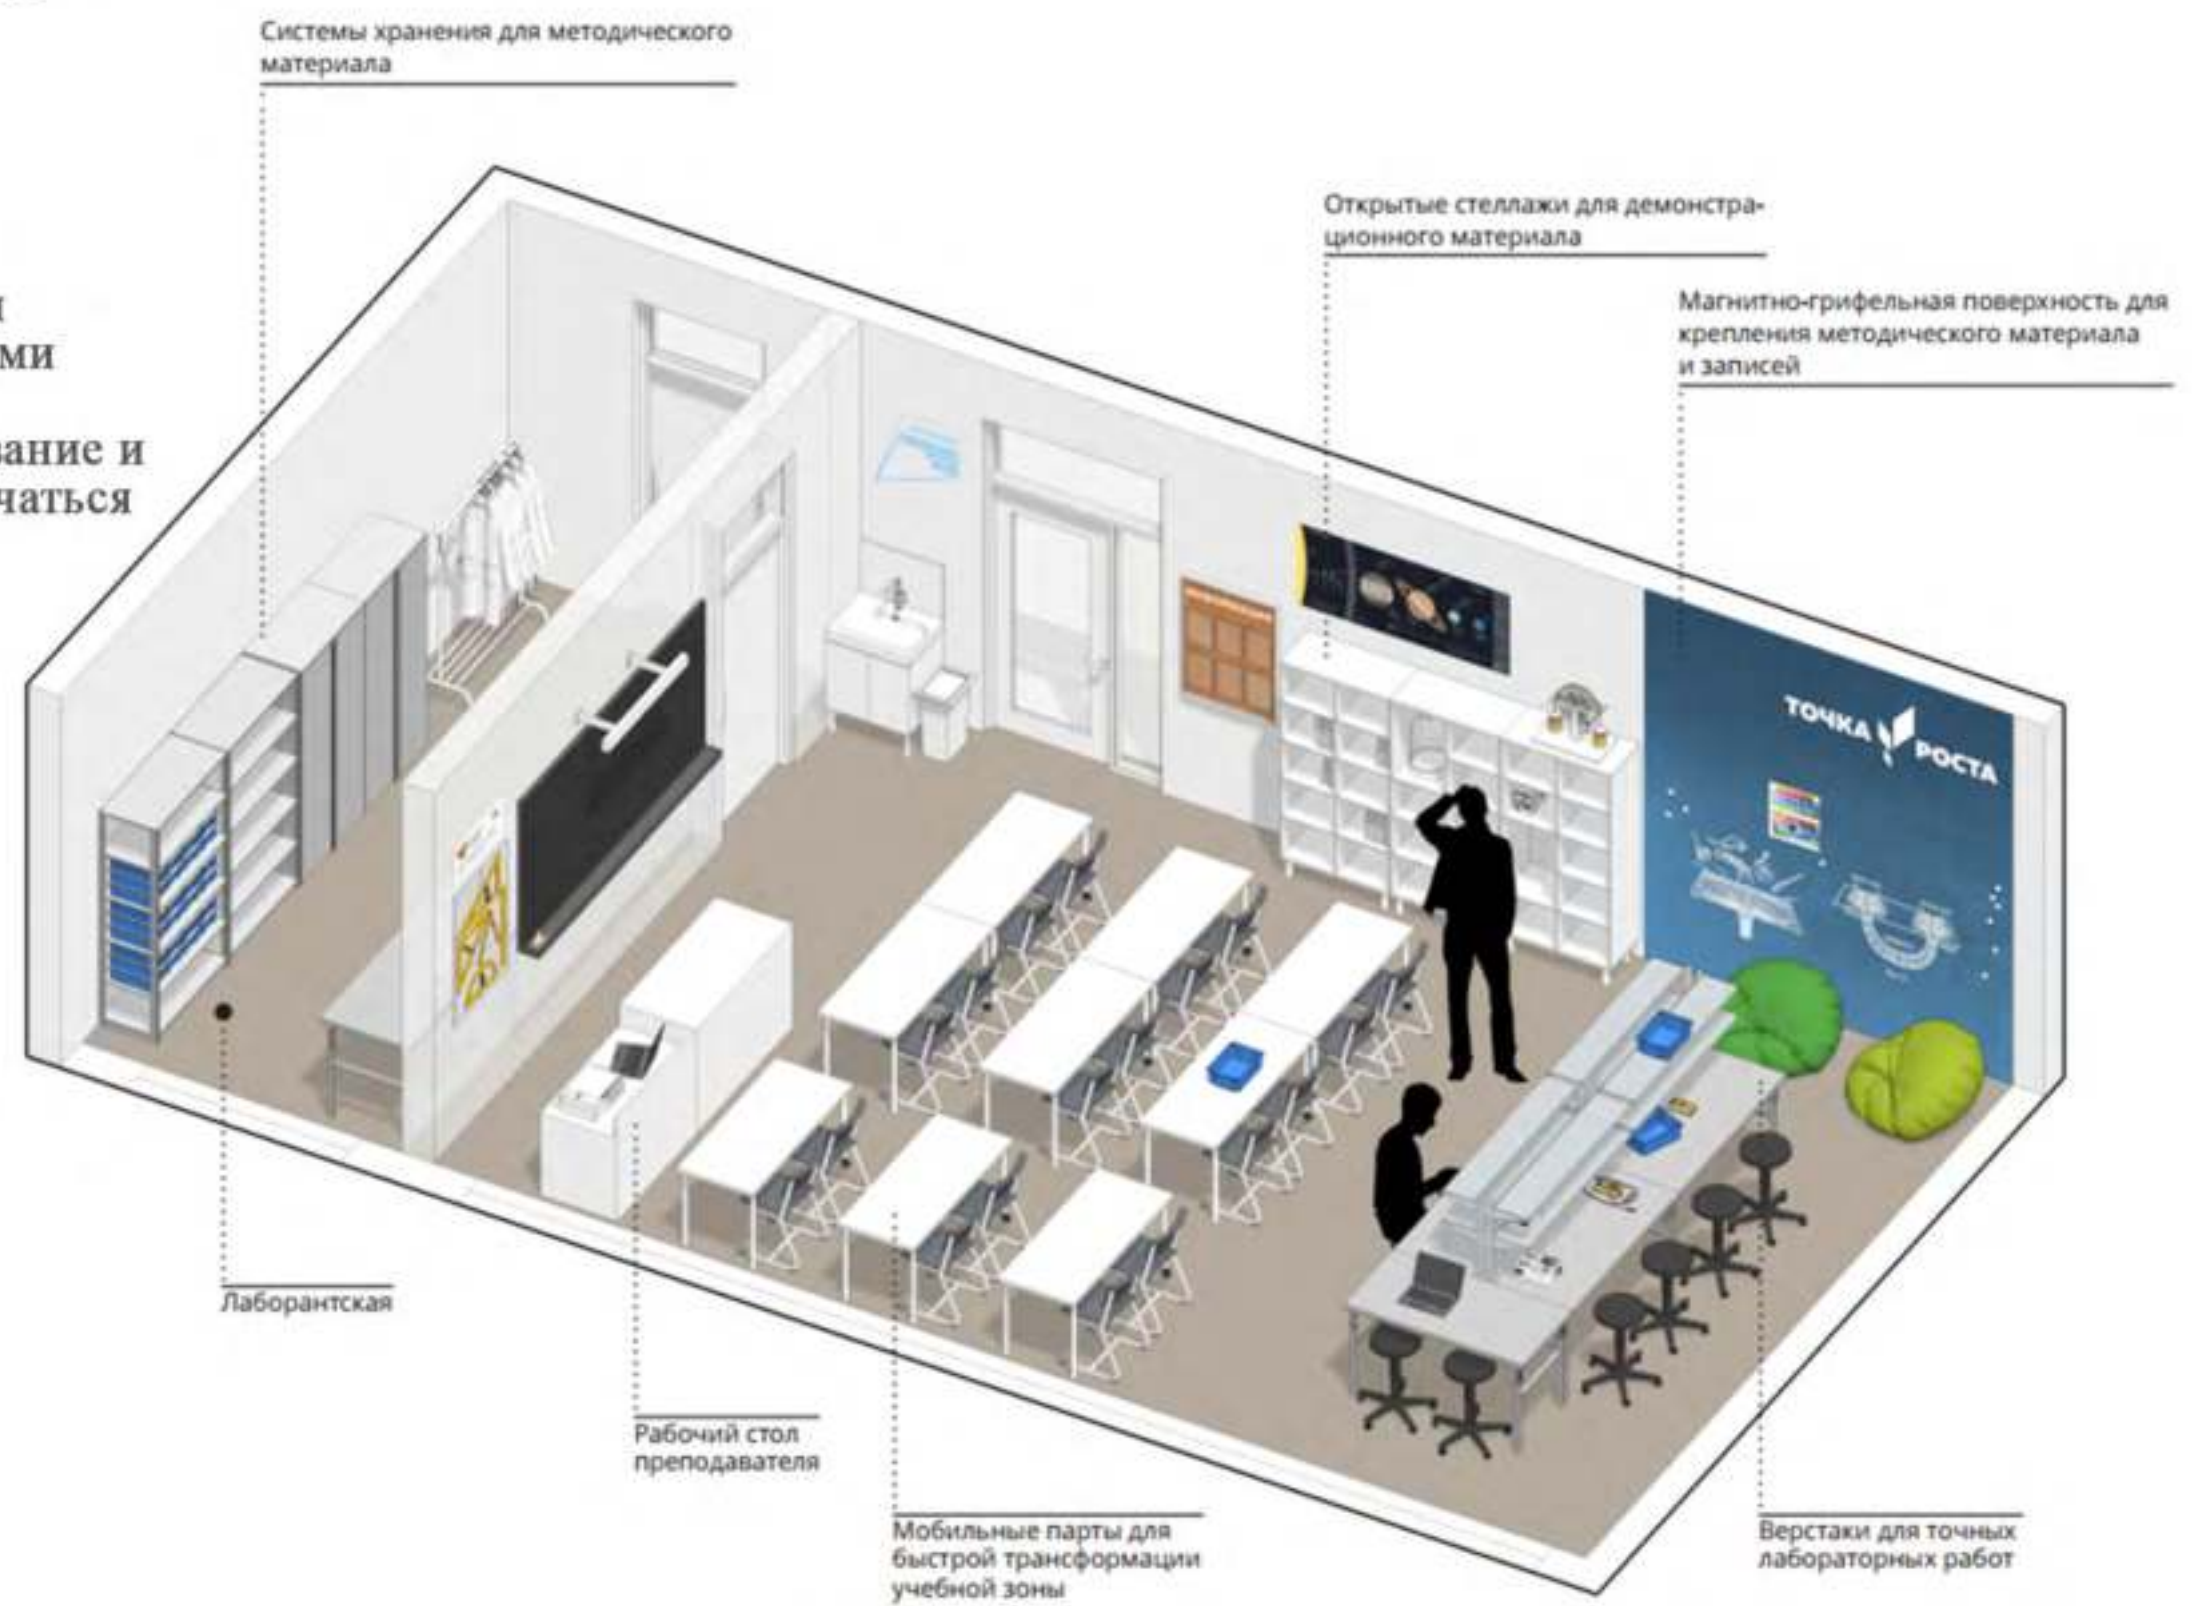 Системы хранения для методического
материала
Открытые стеллажи для демонстра-
ционного материала
Магнитно-грифельная поверхность для
крепления методического материала
и записей
ми
ание и
чаться
ТОЧКА РОСТА
Лаборантская
Рабочий стол
преподавателя
Мобильные парты для
быстрой трансформации
учебной зоны
Верстаки для точных
лабораторных работ